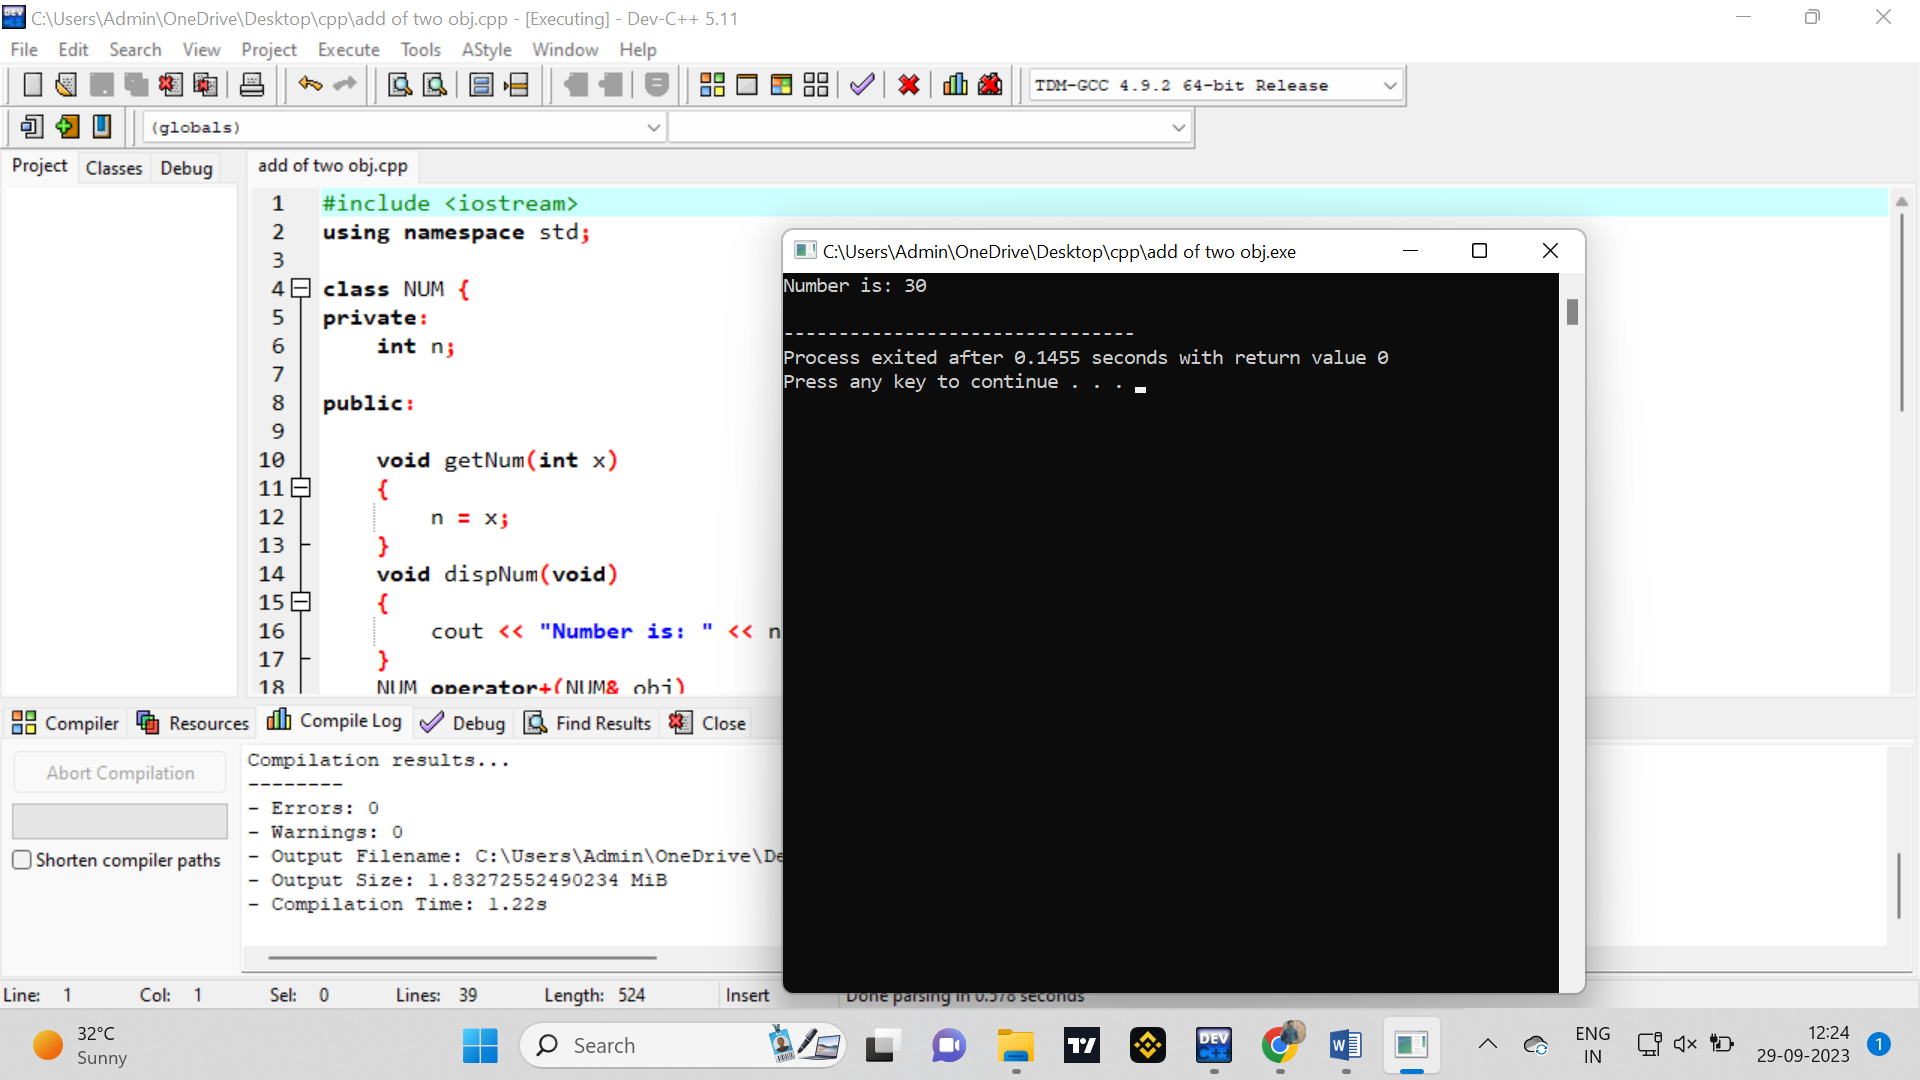 C:\Users\Admin\OneDrive\Desktop\cpp\add of two obj.cpp - [Executing] - Dev-C++ 5.11
File Edit Search View Project Execute Tools AStyle Window Help
TDM-GCC 4.9.2 64-bit Release
(globals)
Project Classes Debug
add of two obj.cpp
1 #include <iostream>
2 using namespace std;
3
4 class NUM {
5 private:
6 int n;
7
8 public:
9
10 void getNum(int x)
11 {
12 n = x;
13 }
14 void dispNum(void)
15 {
16 cout << "Number is: " << n
17 }
18 NUM operator+(NUM& obj)
C:\Users\Admin\OneDrive\Desktop\cpp\add of two obj.exe
Number is: 30
--------------------------------
Process exited after 0.1455 seconds with return value 0
Press any key to continue . . .
Compiler Resources Compile Log Debug Find Results Close
Abort Compilation
Shorten compiler paths
Compilation results...
--------
- Errors: 0
- Warnings: 0
- Output Filename: C:\Users\Admin\OneDrive\De
- Output Size: 1.83272552490234 MiB
- Compilation Time: 1.22s
Line: 1 Col: 1 Sel: 0 Lines: 39 Length: 524 Insert Done parsing in 0.578 seconds
32°C
Sunny
Search
DEV
C++
ENG
IN
12:24
29-09-2023
1